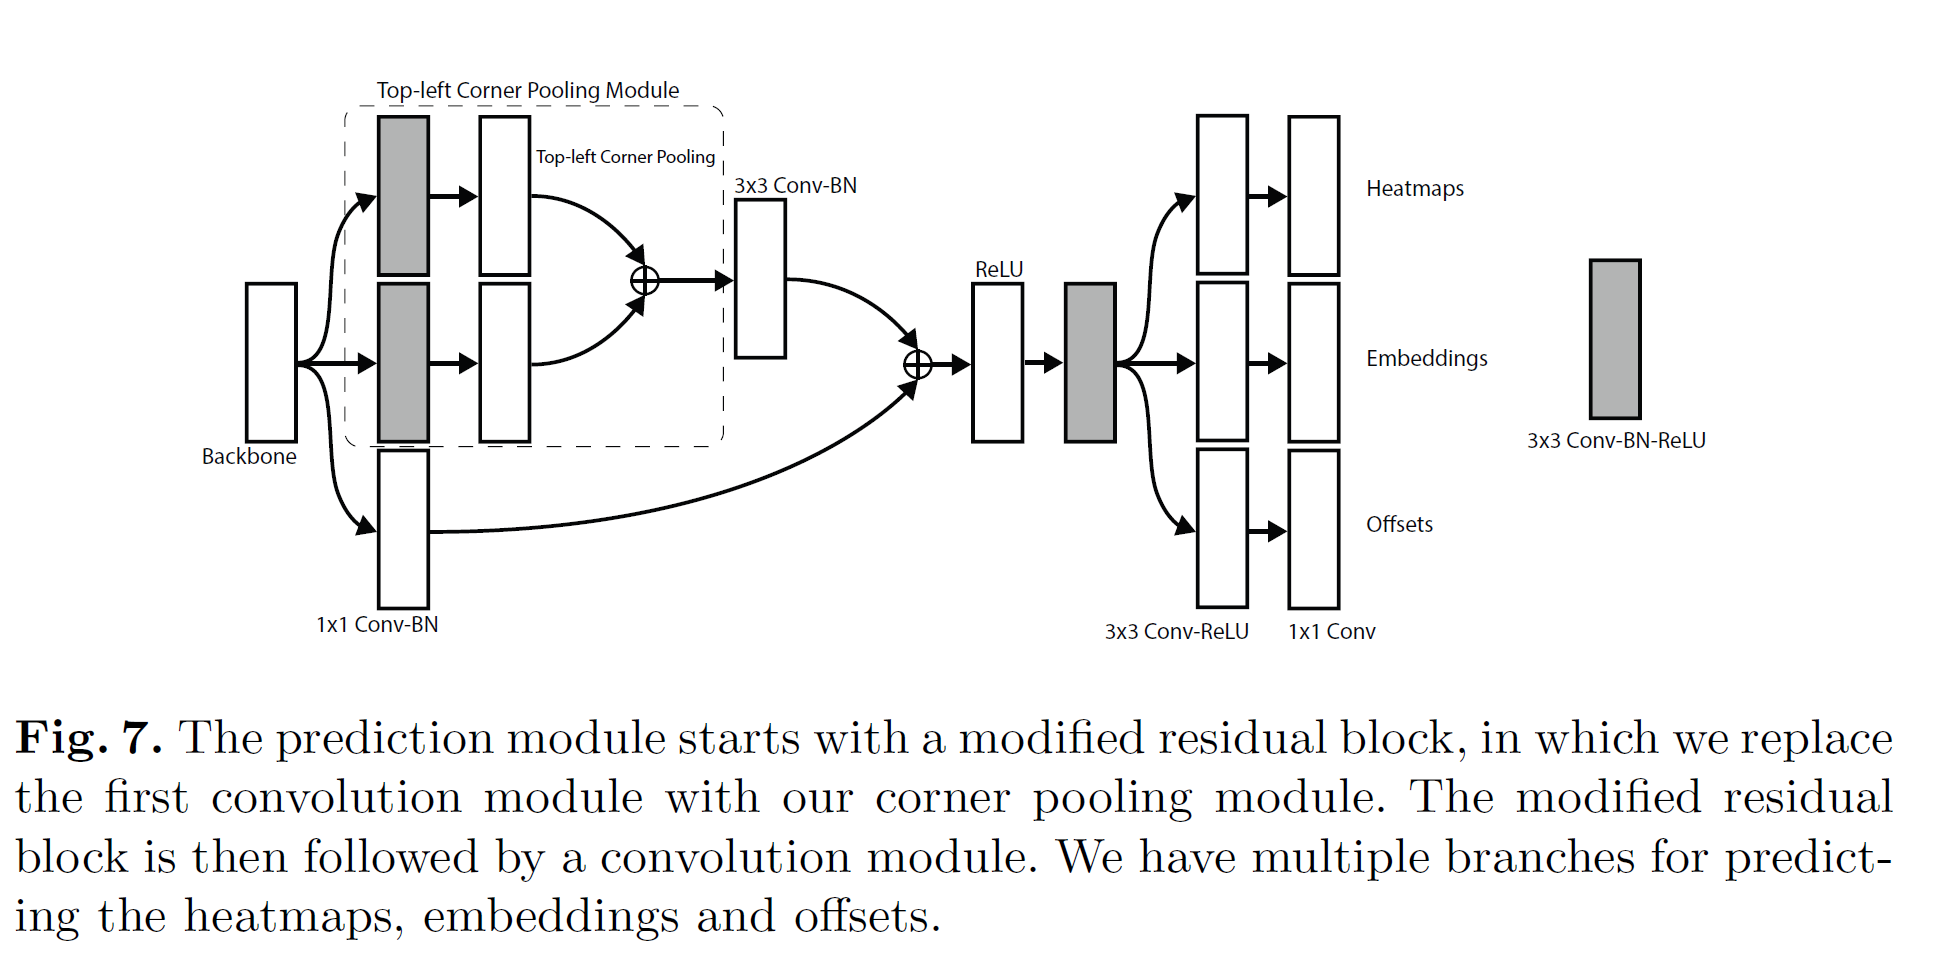 Top-left Corner Pooling Module
Top-left Corner Pooling
3x3 Conv-BN
Backbone
1x1 Conv-BN
ReLU
Heatmaps
Embeddings
Offsets
3x3 Conv-ReLU
1x1 Conv
3x3 Conv-BN-ReLU
Fig. 7. The prediction module starts with a modified residual block, in which we replace
the first convolution module with our corner pooling module. The modified residual
block is then followed by a convolution module. We have multiple branches for predict-
ing the heatmaps, embeddings and offsets.